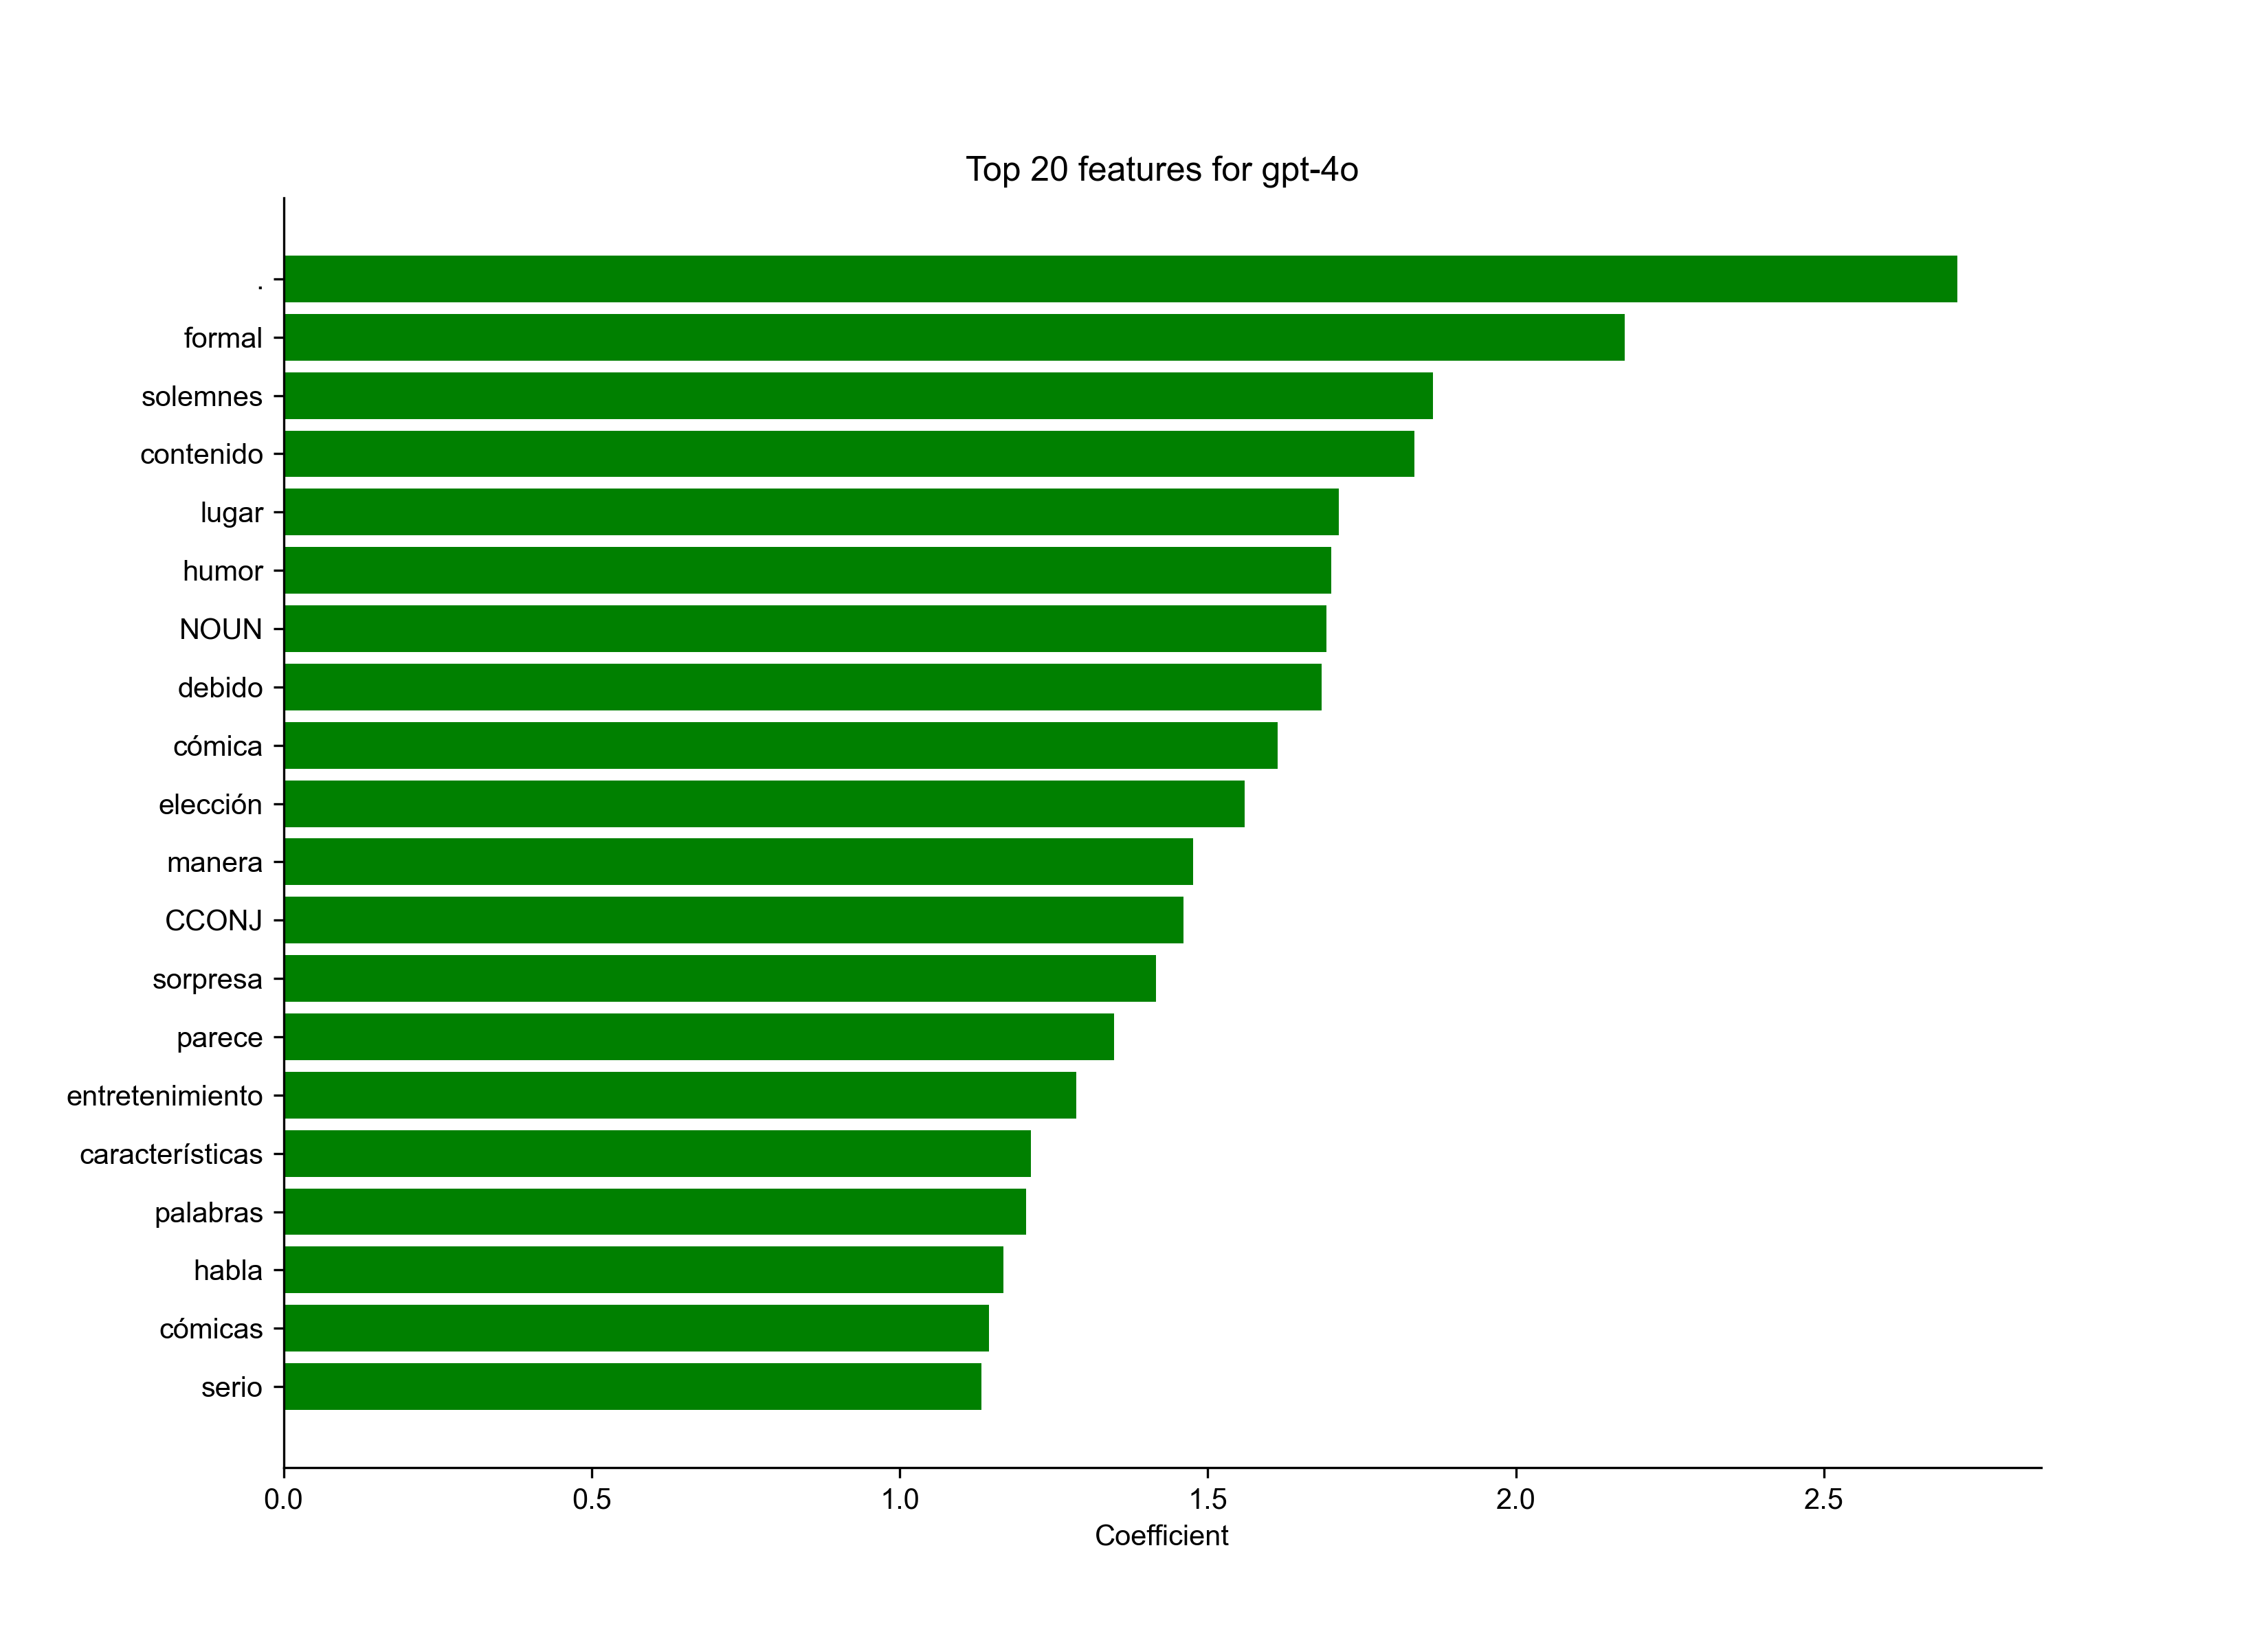 Top 20 features for gpt-4o
.
formal
solemnes
contenido
lugar
humor
NOUN
debido
cómica
elección
manera
CCONJ
sorpresa
parece
entretenimiento
características
palabras
habla
cómicas
serio
0.0 0.5 1.0 1.5 2.0 2.5
Coefficient